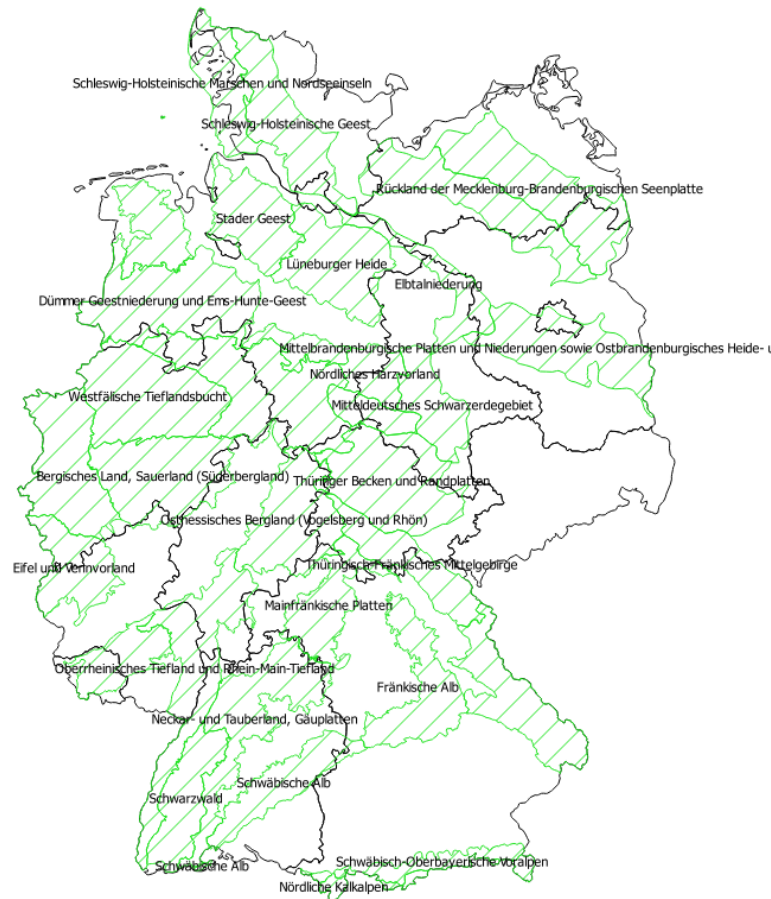 Schleswig-Holsteinische Marschen und Nordseeinseln
Schleswig-Holsteinische Geest
Rückland der Mecklenburg-Brandenburgischen Seenplatte
Stader Geest
Lüneburger Heide
Elbtalniederung
Dümmer Geestniederung und Ems-Hunte-Geest
Mittelbrandenburgische Platten und Niederungen sowie Ostbrandenburgisches Heide- u
Nördliches Harzvorland
Westfälische Tieflandsbucht
Mitteldeutsches Schwarzerdegebiet
Bergisches Land, Sauerland (Süderbergland)
Thüringer Becken und Randplatten
Osthessisches Bergland (Vogelsberg und Rhön)
Eifel und Vennvorland
Thüringisch-Fränkisches Mittelgebirge
Mainfränkische Platten
Oberrheinisches Tiefland und Rhein-Main-Tiefland
Fränkische Alb
Neckar- und Tauberland, Gäuplatten
Schwäbische Alb
Schwarzwald
Schwäbisch-Oberbayerische Voralpen
Schwäbische Alb
Nördliche Kalkalpen